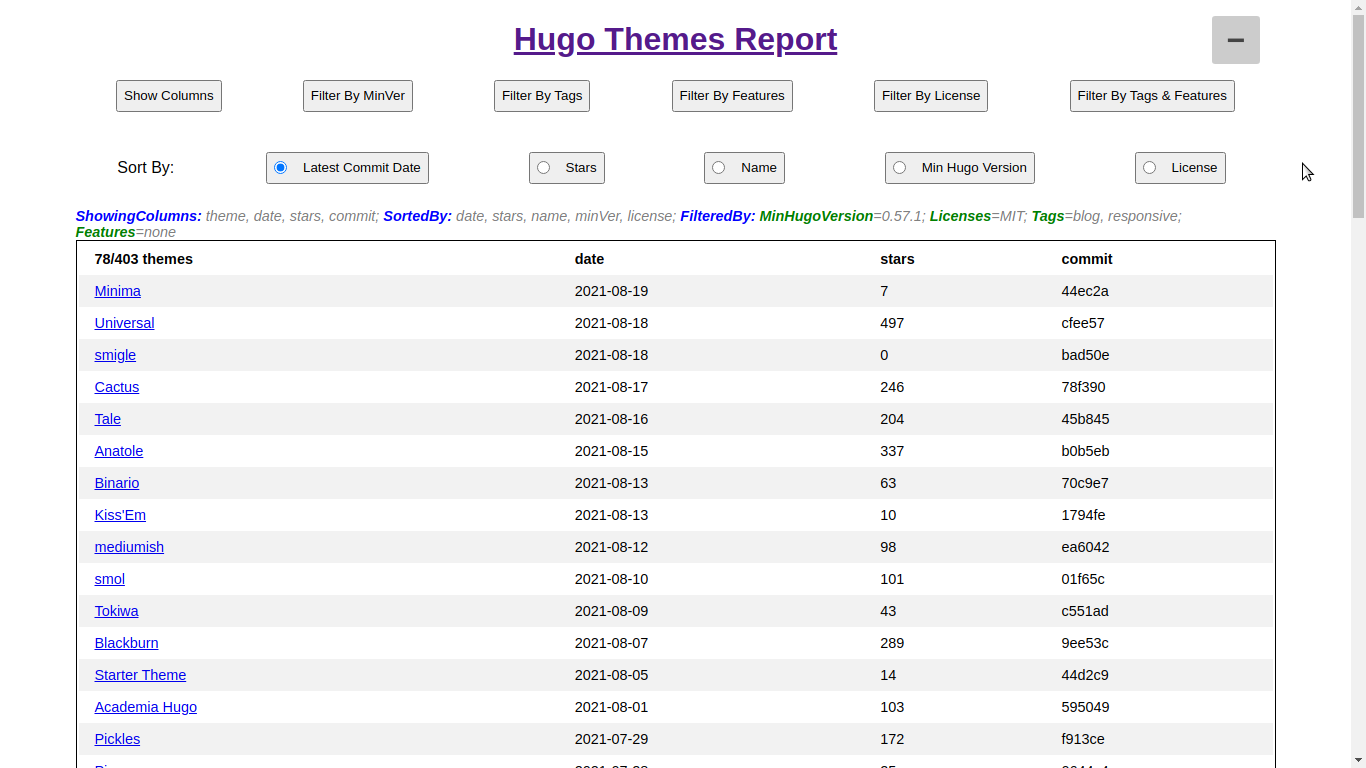 Hugo Themes Report
Show Columns Filter By MinVer Filter By Tags Filter By Features Filter By License Filter By Tags & Features
Sort By: Latest Commit Date Stars Name Min Hugo Version License
ShowingColumns: theme, date, stars, commit; SortedBy: date, stars, name, minVer, license; FilteredBy: MinHugoVersion=0.57.1; Licenses=MIT; Tags=blog, responsive;
Features=none
78/403 themes date stars commit
Minima 2021-08-19 7 44ec2a
Universal 2021-08-18 497 cfee57
smigle 2021-08-18 0 bad50e
Cactus 2021-08-17 246 78f390
Tale 2021-08-16 204 45b845
Anatole 2021-08-15 337 b0b5eb
Binario 2021-08-13 63 70c9e7
Kiss'Em 2021-08-13 10 1794fe
mediumish 2021-08-12 98 ea6042
smol 2021-08-10 101 01f65c
Tokiwa 2021-08-09 43 c551ad
Blackburn 2021-08-07 289 9ee53c
Starter Theme 2021-08-05 14 44d2c9
Academia Hugo 2021-08-01 103 595049
Pickles 2021-07-29 172 f913ce